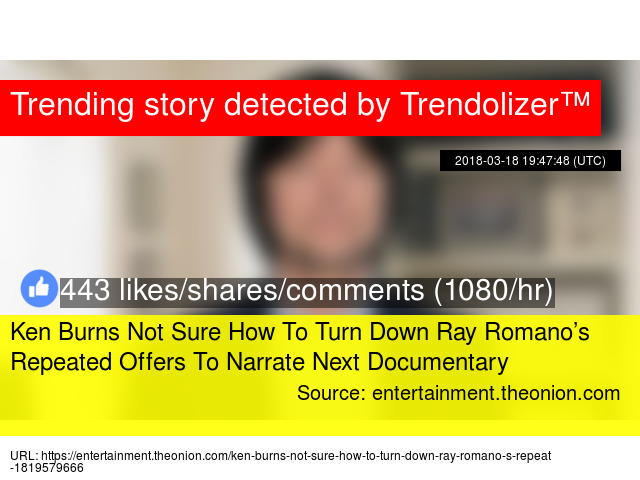 Trending story detected by Trendolizer™
2018-03-18 19:47:48 (UTC)
443 likes/shares/comments (1080/hr)
Ken Burns Not Sure How To Turn Down Ray Romano’s
Repeated Offers To Narrate Next Documentary
Source: entertainment.theonion.com
URL: https://entertainment.theonion.com/ken-burns-not-sure-how-to-turn-down-ray-romano-s-repeat
-1819579666